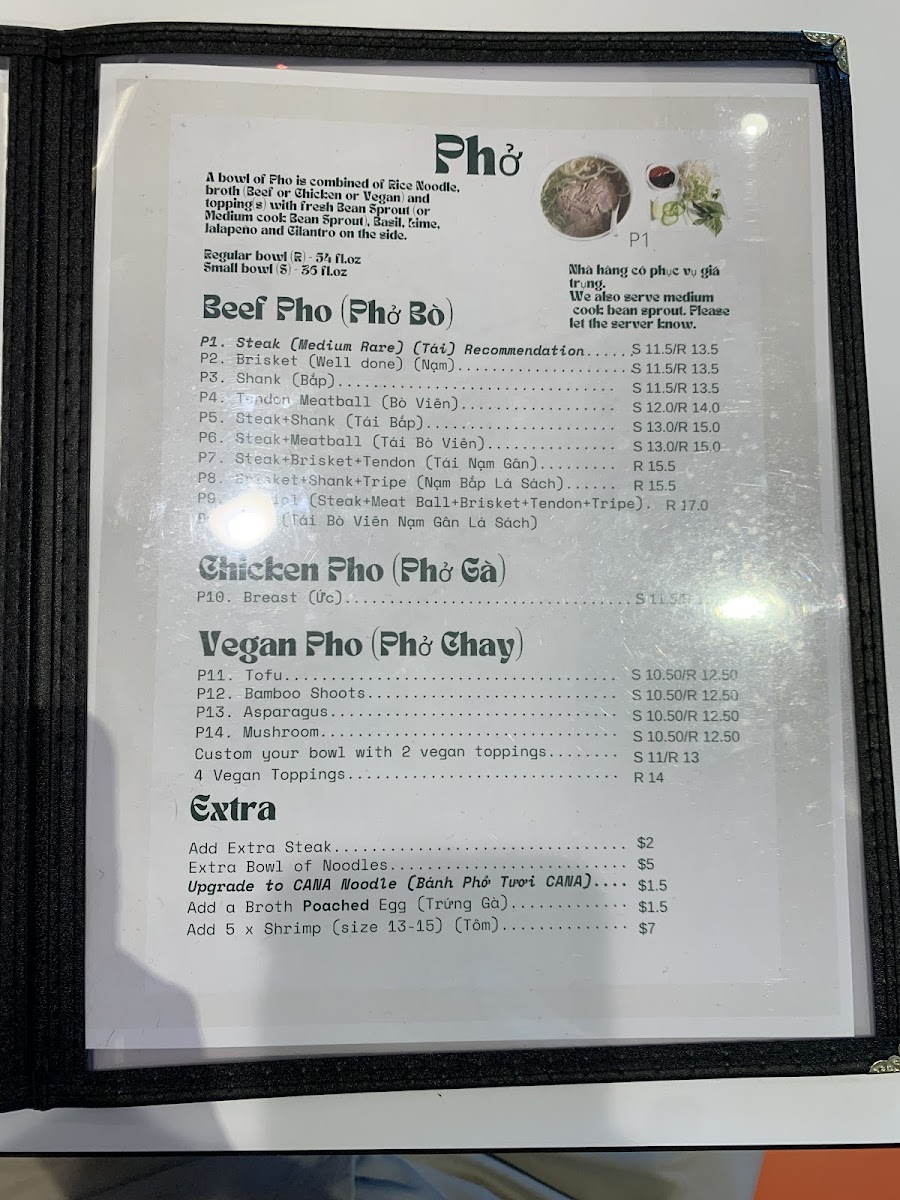 Phở
A bowl of Pho is combined of Rice Noodle,
broth (Beef or Chicken or Vegan) and
topping(s) with fresh Bean Sprout (or
Medium cook Bean Sprout), Basil, Lime,
Jalapeño and Cilantro on the side.
Regular bowl (R) - 54 fl.oz
Small bowl (S) - 36 fl.oz
P1
Nhà hàng có phục vụ giá
trụng.
We also serve medium
cook bean sprout. Please
let the server know.
Beef Pho (Phở Bò)
P1. Steak (Medium Rare) (Tái) Recommendation..... S 11.5/R 13.5
P2. Brisket (Well done) (Nạm)................... S 11.5/R 13.5
P3. Shank (Bắp)............................... S 11.5/R 13.5
P4. Tendon Meatball (Bò Viên)................. S 12.0/R 14.0
P5. Steak+Shank (Tái Bắp)..................... S 13.0/R 15.0
P6. Steak+Meatball (Tái Bò Viên).............. S 13.0/R 15.0
P7. Steak+Brisket+Tendon (Tái Nạm Gân)......... R 15.5
P8. Brisket+Shank+Tripe (Nạm Bắp Lá Sách)...... R 15.5
P9. (Steak+Meat Ball+Brisket+Tendon+Tripe). R 17.0
(Tái Bò Viên Nạm Gân Lá Sách)
Chicken Pho (Phở Gà)
P10. Breast (Ức)............................... S 11.5/R
Vegan Pho (Phở Chay)
P11. Tofu..................................... S 10.50/R 12.50
P12. Bamboo Shoots............................ S 10.50/R 12.50
P13. Asparagus................................ S 10.50/R 12.50
P14. Mushroom................................. S 10.50/R 12.50
Custom your bowl with 2 vegan toppings........ S 11/R 13
4 Vegan Toppings.............................. R 14
Extra
Add Extra Steak................................ $2
Extra Bowl of Noodles.......................... $5
Upgrade to CANA Noodle (Bánh Phở Tươi CANA).... $1.5
Add a Broth Poached Egg (Trứng Gà)............. $1.5
Add 5 x Shrimp (size 13-15) (Tôm).............. $7